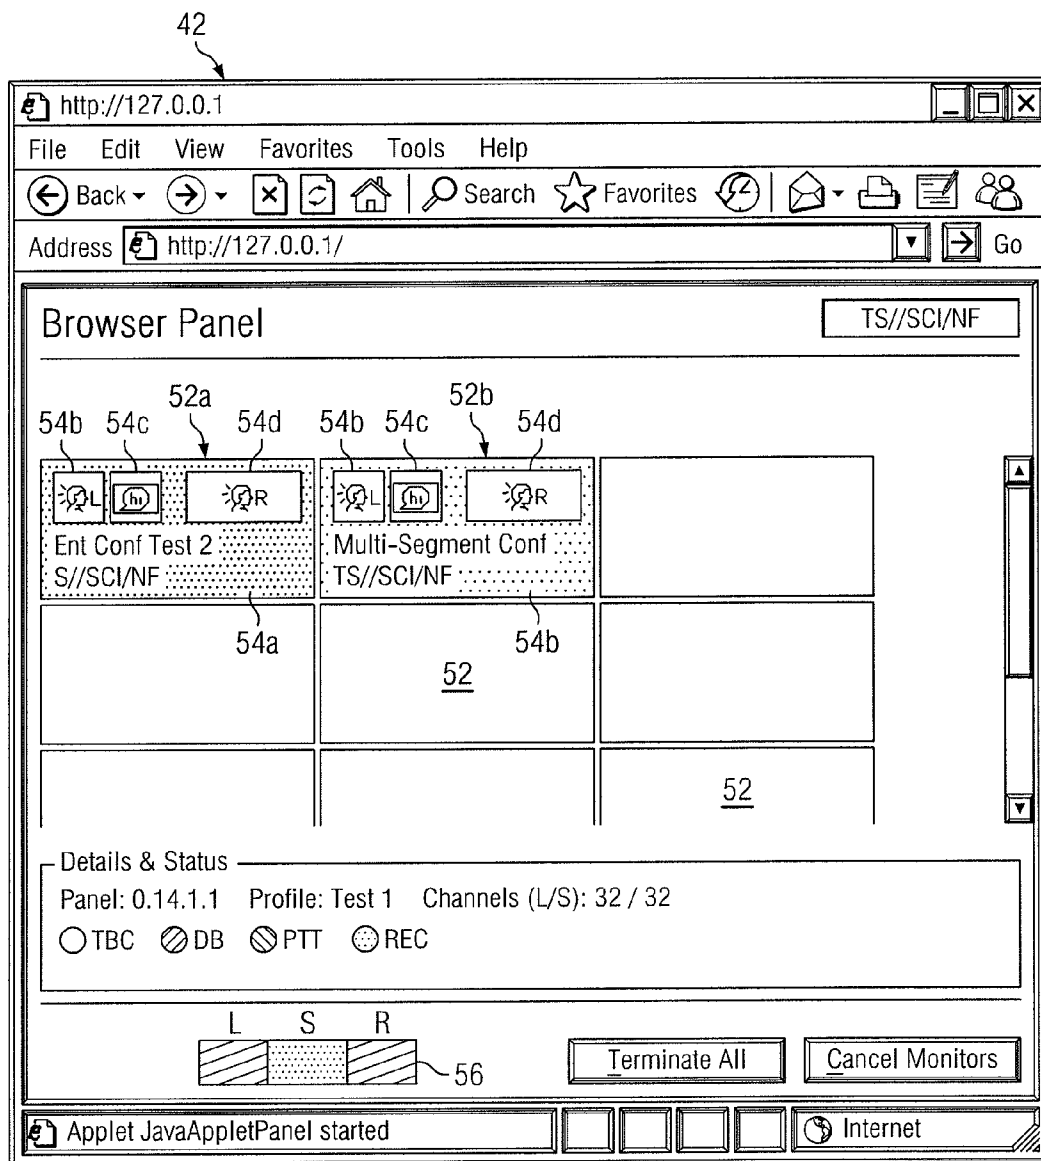 42
http://127.0.0.1
File Edit View Favorites Tools Help
Back Search Favorites
Address http://127.0.0.1/ Go
Browser Panel TS//SCI/NF
52a 52b
54b 54c 54d 54b 54c 54d
L hi R L hi R
Ent Conf Test 2 Multi-Segment Conf
S//SCI/NF TS//SCI/NF
54a 54b
52
52
Details & Status
Panel: 0.14.1.1 Profile: Test 1 Channels (L/S): 32 / 32
TBC DB PTT REC
L S R
56 Terminate All Cancel Monitors
Applet JavaAppletPanel started Internet